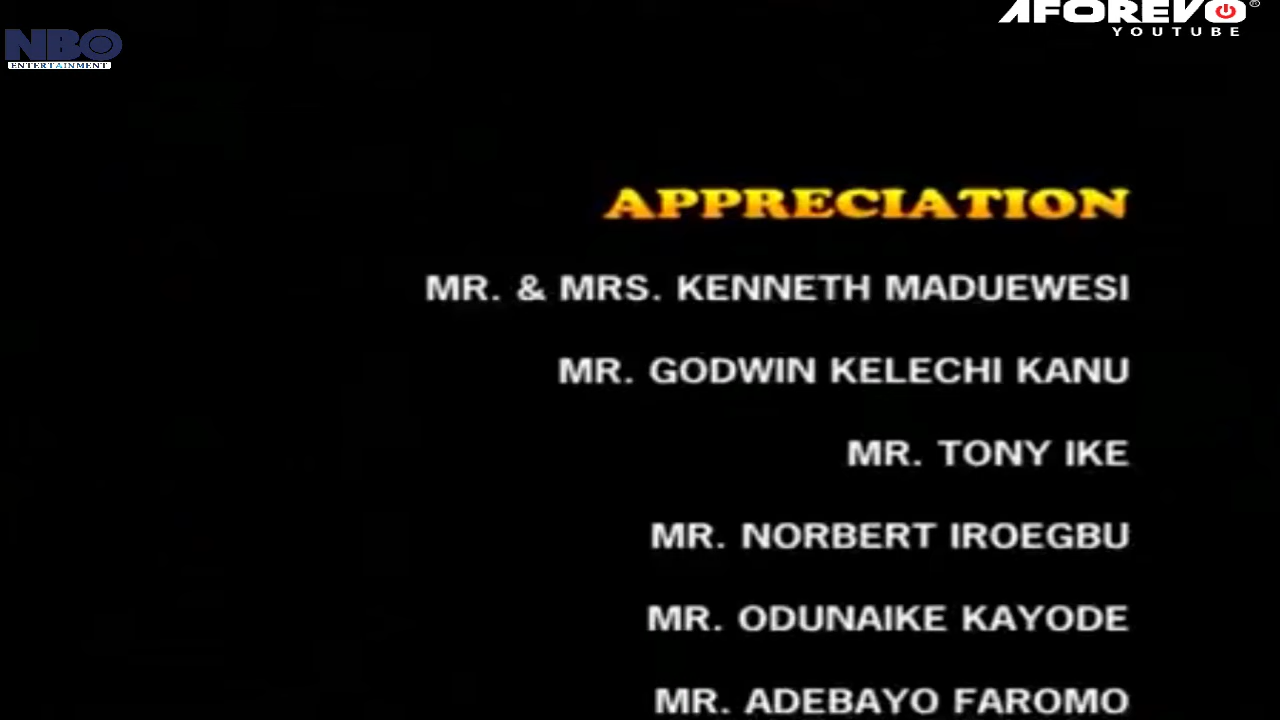 AFOREVO
YOUTUBE
NBO
ENTERTAINMENT
APPRECIATION
MR. & MRS. KENNETH MADUEWESI
MR. GODWIN KELECHI KANU
MR. TONY IKE
MR. NORBERT IROEGBU
MR. ODUNAIKE KAYODE
MR. ADEBAYO FAROMO